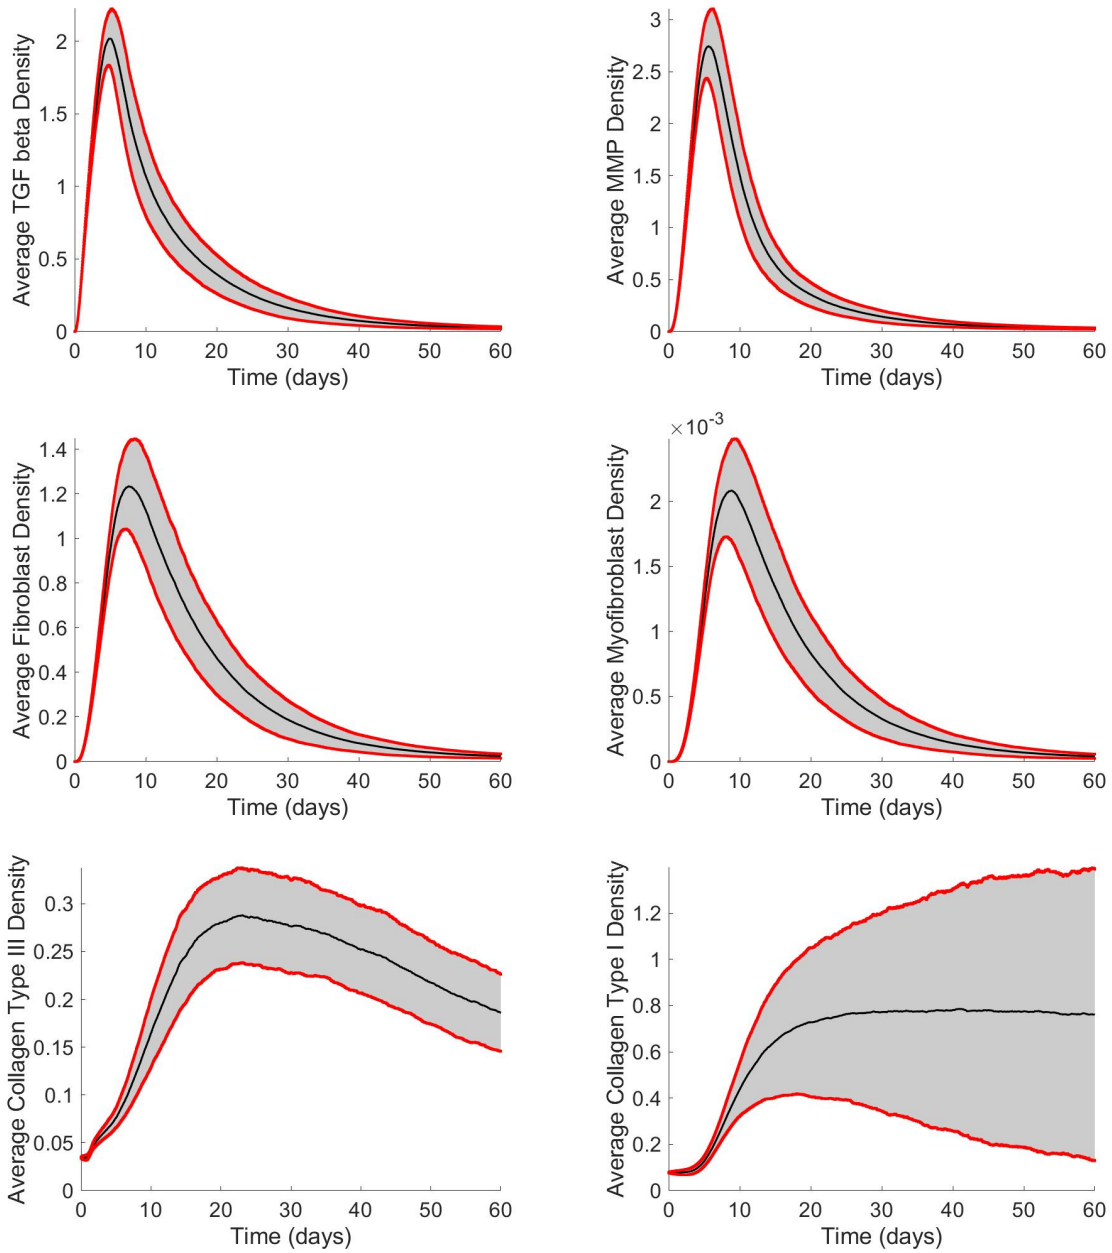 Average TGF beta Density
2
1.5
1
0.5
0
0 10 20 30 40 50 60
Time (days)
Average MMP Density
3
2.5
2
1.5
1
0.5
0
0 10 20 30 40 50 60
Time (days)
Average Fibroblast Density
1.4
1.2
1
0.8
0.6
0.4
0.2
0
0 10 20 30 40 50 60
Time (days)
×10-3
Average Myofibroblast Density
2
1.5
1
0.5
0
0 10 20 30 40 50 60
Time (days)
Average Collagen Type III Density
0.3
0.25
0.2
0.15
0.1
0.05
0
0 10 20 30 40 50 60
Time (days)
Average Collagen Type I Density
1.2
1
0.8
0.6
0.4
0.2
0
0 10 20 30 40 50 60
Time (days)